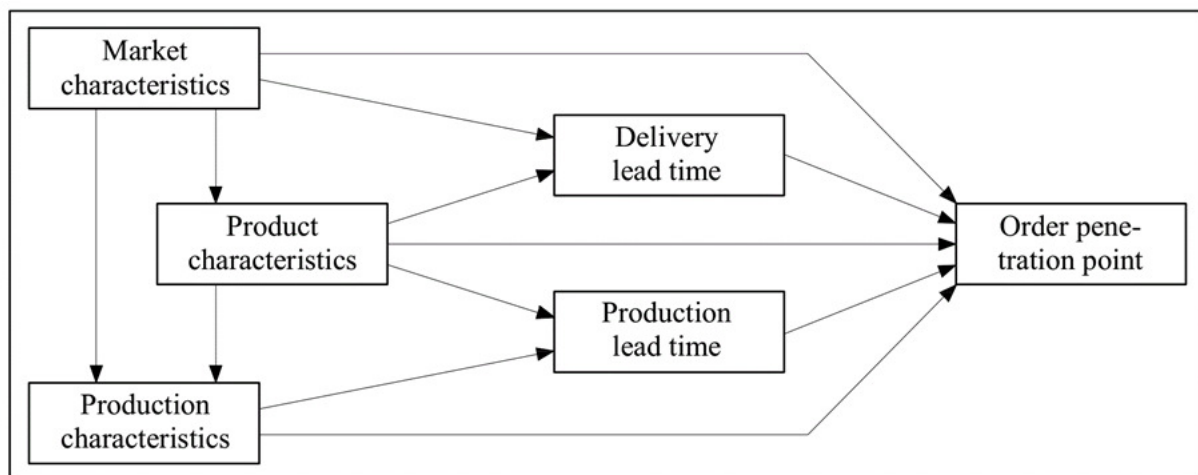 Market
characteristics
Delivery
lead time
Product
characteristics
Order pene-
tration point
Production
lead time
Production
characteristics